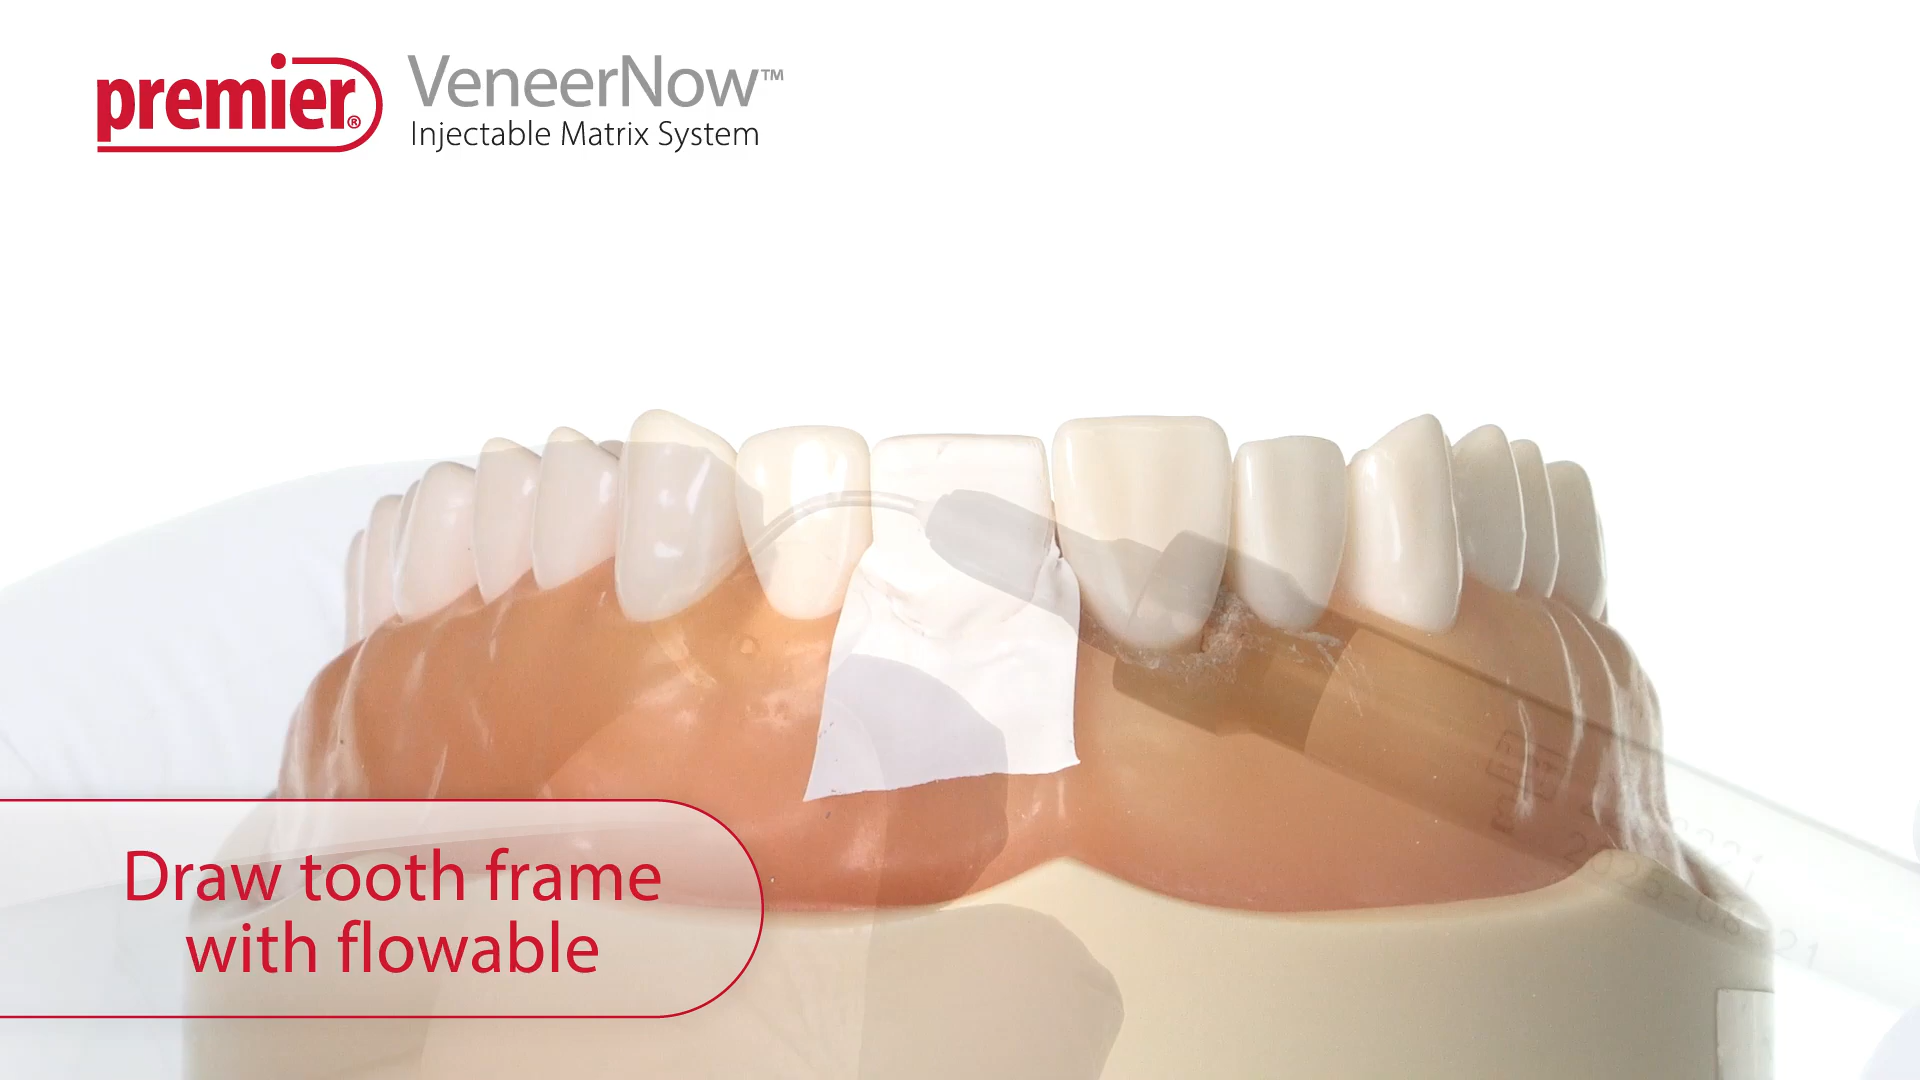 premier®
VeneerNow™
Injectable Matrix System
Draw tooth frame
with flowable